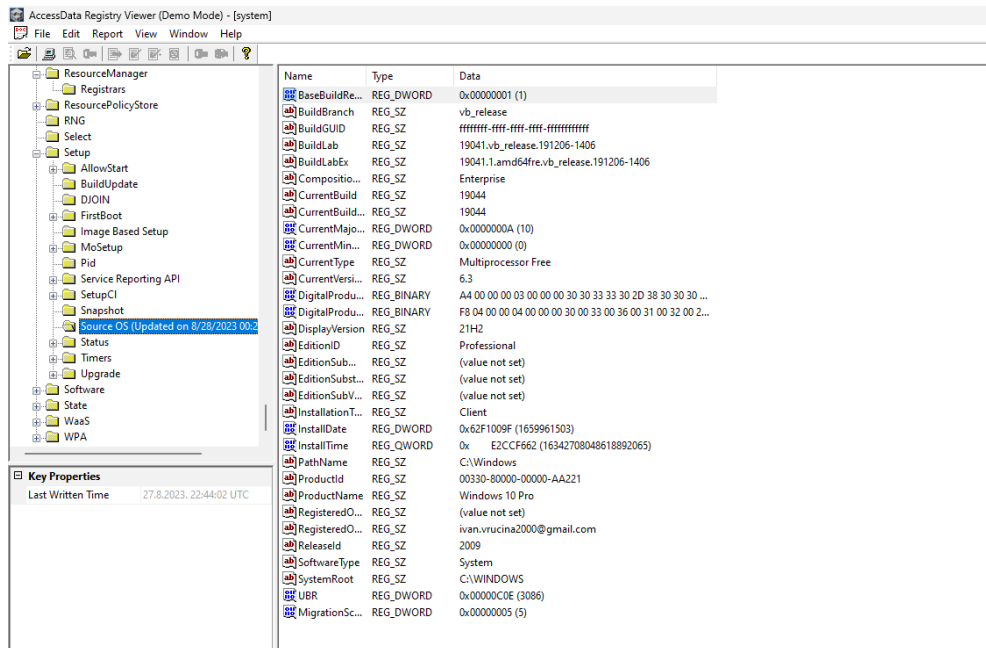 AccessData Registry Viewer (Demo Mode) - [system]
File Edit Report View Window Help
ResourceManager
Registrars
ResourcePolicyStore
RNG
Select
Setup
AllowStart
BuildUpdate
DJOIN
FirstBoot
Image Based Setup
MoSetup
Pid
Service Reporting API
SetupCl
Snapshot
Source OS (Updated on 8/28/2023 00:2
Status
Timers
Upgrade
Software
State
WaaS
WPA
Key Properties
Last Written Time 27.8.2023. 22:44:02 UTC
Name Type Data
BaseBuildRe... REG_DWORD 0x00000001 (1)
BuildBranch REG_SZ vb_release
BuildGUID REG_SZ ffffffff-ffff-ffff-ffff-ffffffffffff
BuildLab REG_SZ 19041.vb_release.191206-1406
BuildLabEx REG_SZ 19041.1.amd64fre.vb_release.191206-1406
Compositio... REG_SZ Enterprise
CurrentBuild REG_SZ 19044
CurrentBuild... REG_SZ 19044
CurrentMajo... REG_DWORD 0x0000000A (10)
CurrentMin... REG_DWORD 0x00000000 (0)
CurrentType REG_SZ Multiprocessor Free
CurrentVersi... REG_SZ 6.3
DigitalProdu... REG_BINARY A4 00 00 00 03 00 00 00 30 30 33 33 30 2D 38 30 30 30 ...
DigitalProdu... REG_BINARY F8 04 00 00 04 00 00 00 30 00 33 00 36 00 31 00 32 00 2...
DisplayVersion REG_SZ 21H2
EditionID REG_SZ Professional
EditionSub... REG_SZ (value not set)
EditionSubst... REG_SZ (value not set)
EditionSubV... REG_SZ (value not set)
InstallationT... REG_SZ Client
InstallDate REG_DWORD 0x62F1009F (1659961503)
InstallTime REG_QWORD 0x E2CCF662 (16342708048618892065)
PathName REG_SZ C:\Windows
ProductId REG_SZ 00330-80000-00000-AA221
ProductName REG_SZ Windows 10 Pro
RegisteredO... REG_SZ (value not set)
RegisteredO... REG_SZ ivan.vrucina2000@gmail.com
ReleaseId REG_SZ 2009
SoftwareType REG_SZ System
SystemRoot REG_SZ C:\WINDOWS
UBR REG_DWORD 0x00000C0E (3086)
MigrationSc... REG_DWORD 0x00000005 (5)